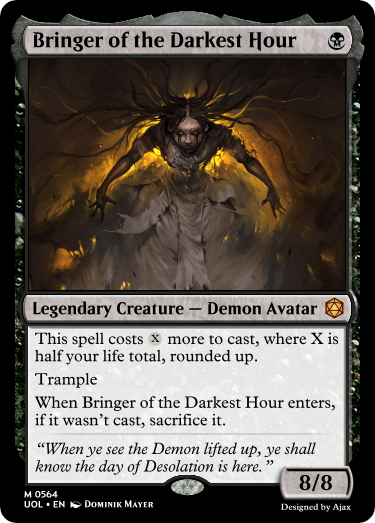 Bringer of the Darkest Hour
Legendary Creature — Demon Avatar
This spell costs X more to cast, where X is
half your life total, rounded up.
Trample
When Bringer of the Darkest Hour enters,
if it wasn't cast, sacrifice it.
“When ye see the Demon lifted up, ye shall
know the day of Desolation is here.”
8/8
M 0564
UOL • EN Dominik Mayer
Designed by Ajax